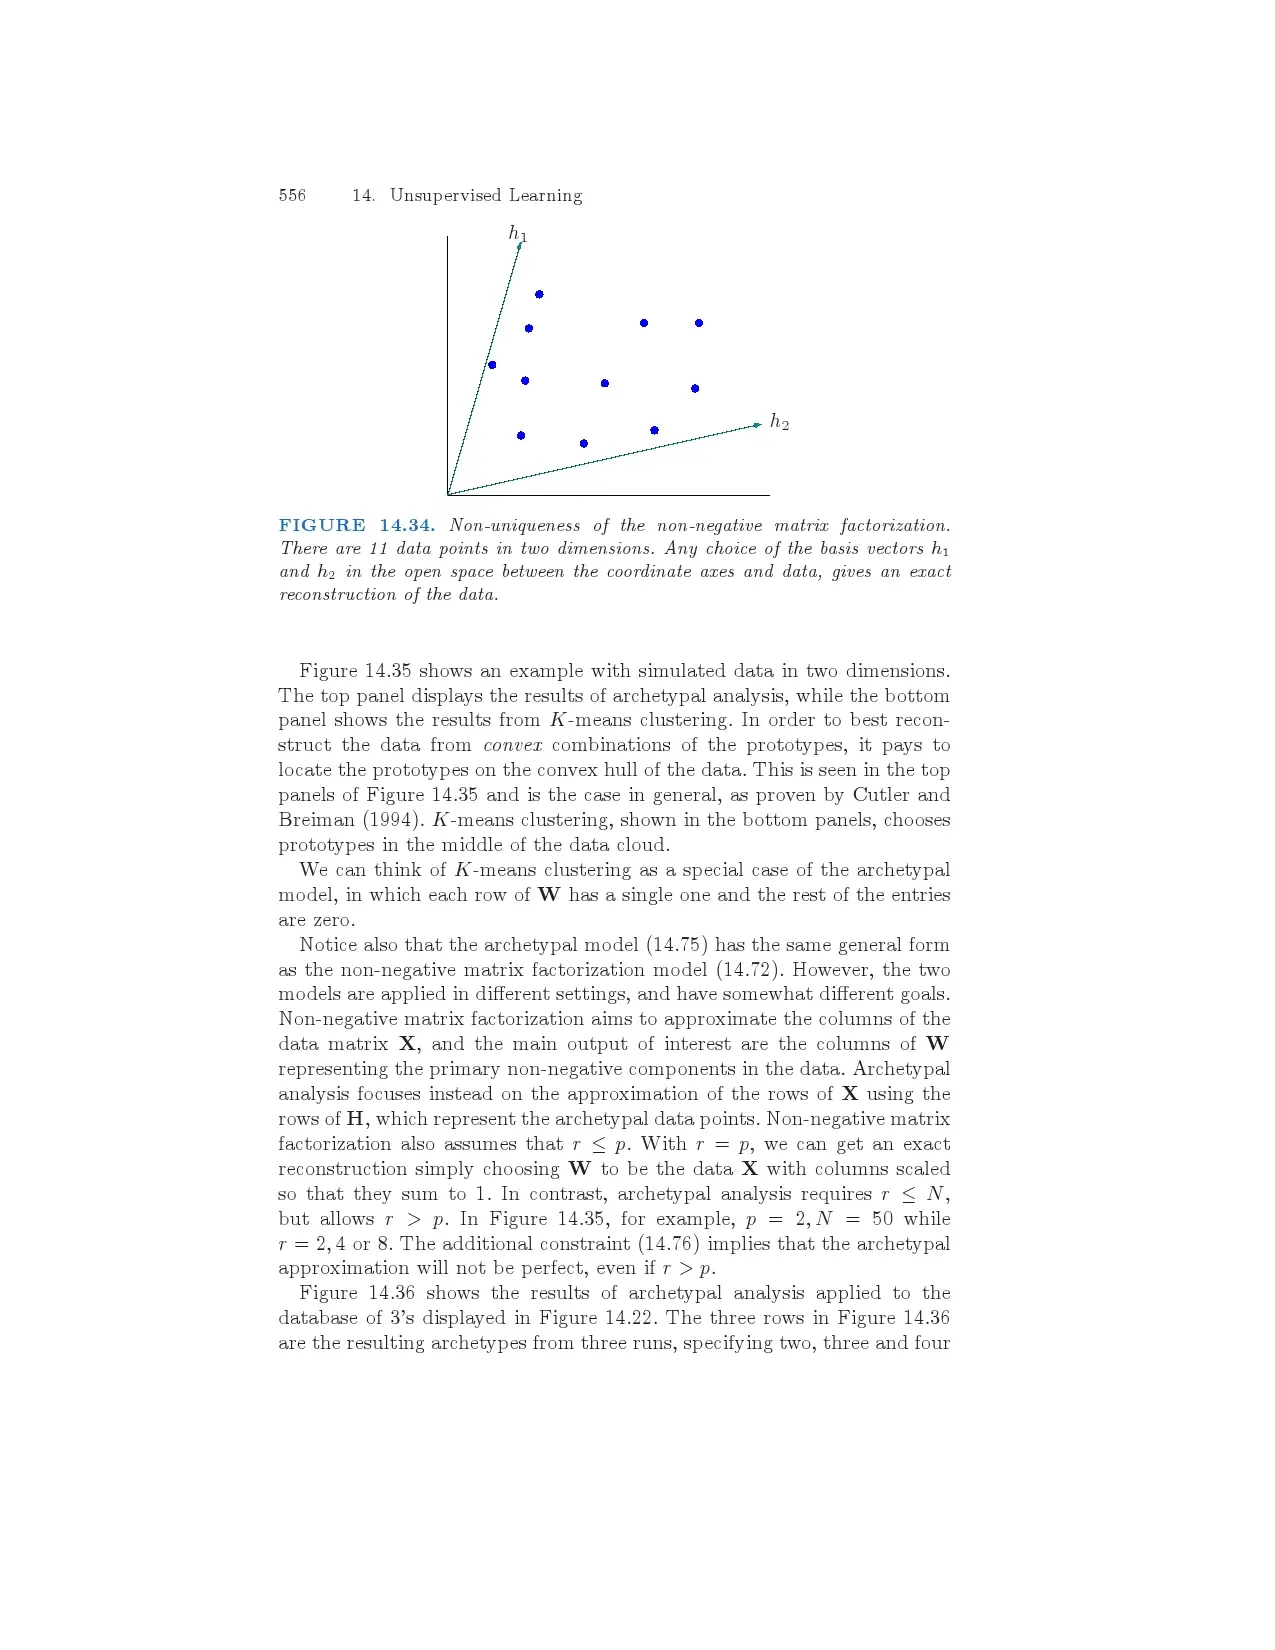 556 14. Unsupervised Learning
h1
h2
FIGURE 14.34. Non-uniqueness of the non-negative matrix factorization.
There are 11 data points in two dimensions. Any choice of the basis vectors h1
and h2 in the open space between the coordinate axes and data, gives an exact
reconstruction of the data.
Figure 14.35 shows an example with simulated data in two dimensions.
The top panel displays the results of archetypal analysis, while the bottom
panel shows the results from K-means clustering. In order to best recon-
struct the data from convex combinations of the prototypes, it pays to
locate the prototypes on the convex hull of the data. This is seen in the top
panels of Figure 14.35 and is the case in general, as proven by Cutler and
Breiman (1994). K-means clustering, shown in the bottom panels, chooses
prototypes in the middle of the data cloud.
We can think of K-means clustering as a special case of the archetypal
model, in which each row of W has a single one and the rest of the entries
are zero.
Notice also that the archetypal model (14.75) has the same general form
as the non-negative matrix factorization model (14.72). However, the two
models are applied in different settings, and have somewhat different goals.
Non-negative matrix factorization aims to approximate the columns of the
data matrix X, and the main output of interest are the columns of W
representing the primary non-negative components in the data. Archetypal
analysis focuses instead on the approximation of the rows of X using the
rows of H, which represent the archetypal data points. Non-negative matrix
factorization also assumes that r ≤ p. With r = p, we can get an exact
reconstruction simply choosing W to be the data X with columns scaled
so that they sum to 1. In contrast, archetypal analysis requires r ≤ N,
but allows r > p. In Figure 14.35, for example, p = 2, N = 50 while
r = 2, 4 or 8. The additional constraint (14.76) implies that the archetypal
approximation will not be perfect, even if r > p.
Figure 14.36 shows the results of archetypal analysis applied to the
database of 3's displayed in Figure 14.22. The three rows in Figure 14.36
are the resulting archetypes from three runs, specifying two, three and four